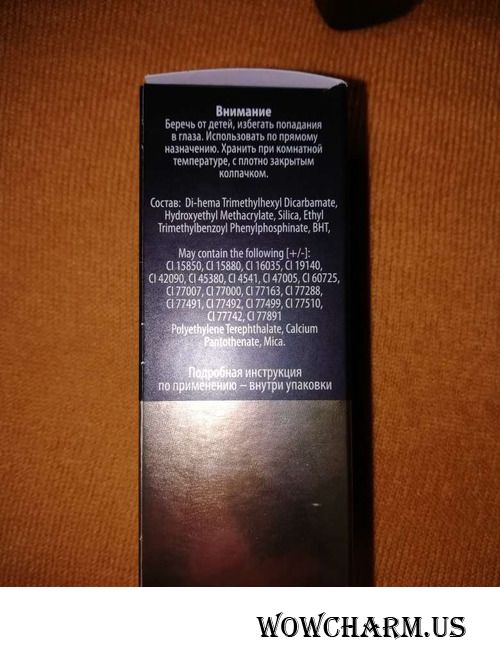 Внимание
Беречь от детей, избегать попадания
в глаза. Использовать по прямому
назначению. Хранить при комнатной
температуре, с плотно закрытым
колпачком.
Состав: Di-hema Trimethylhexyl Dicarbamate,
Hydroxyethyl Methacrylate, Silica, Ethyl
Trimethylbenzoyl Phenylphosphinate, BHT,
May contain the following [+/-]:
CI 15850, CI 15880, CI 16035, CI 19140,
CI 42090, CI 45380, CI 4541, CI 47005, CI 60725,
CI 77007, CI 77000, CI 77163, CI 77288,
CI 77491, CI 77492, CI 77499, CI 77510,
CI 77742, CI 77891
Polyethylene Terephthalate, Calcium
Pantothenate, Mica.
Подробная инструкция
по применению – внутри упаковки
WOWCHARM.US